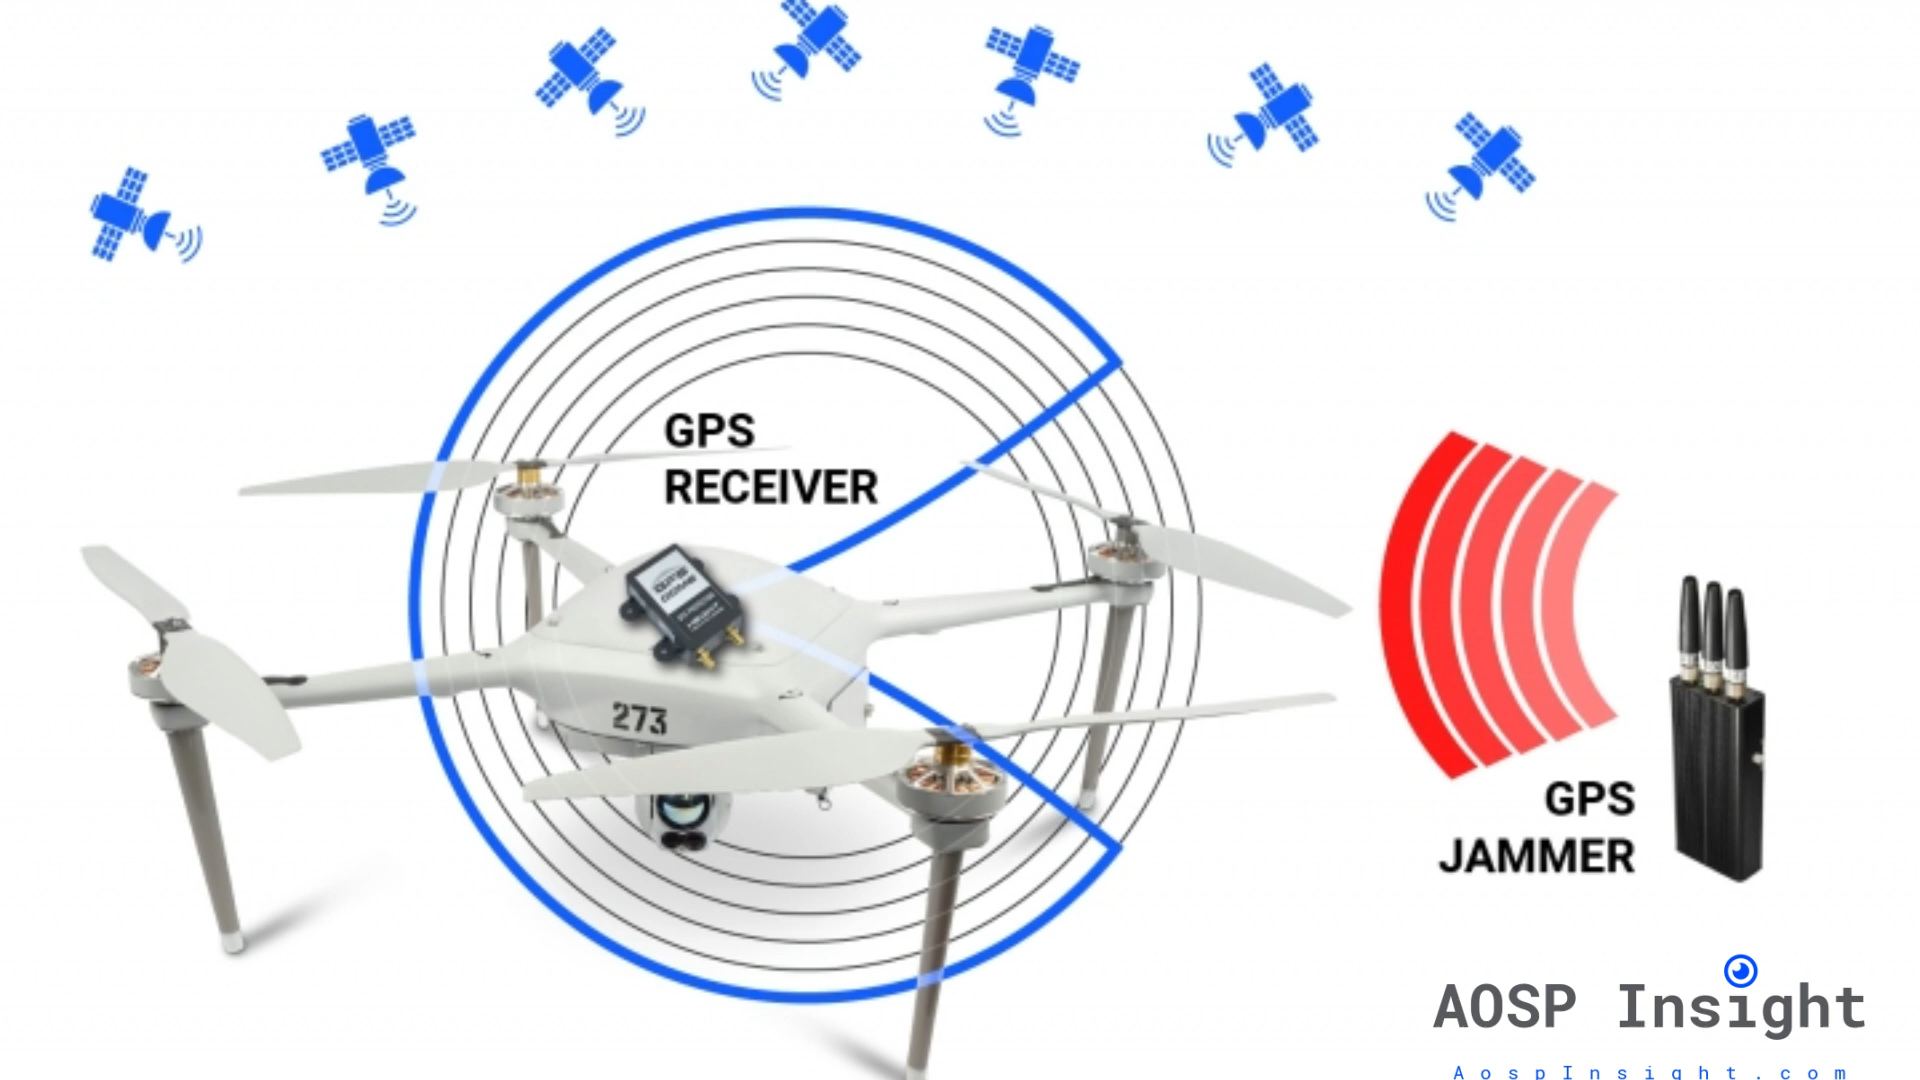 GPS
RECEIVER
273
GPS
JAMMER
AOSP Insight
AospInsight.com